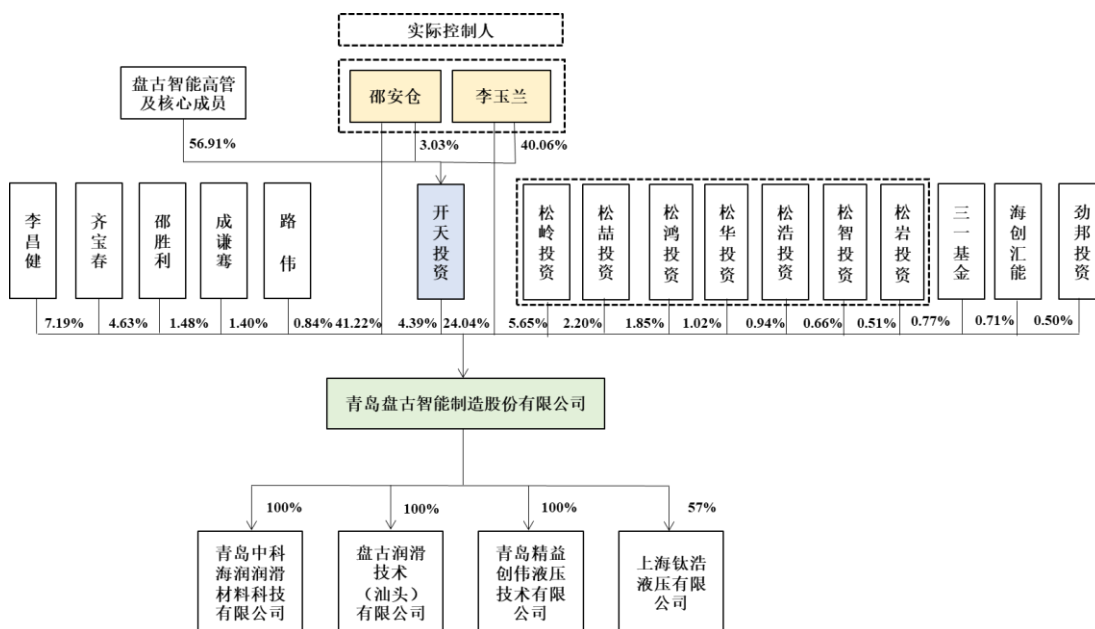 实际控制人
盘古智能高管
及核心成员
邵安仓
李玉兰
56.91%
3.03%
40.06%
李昌健
齐宝春
邵胜利
成谦骞
路伟
开天投资
松岭投资
松喆投资
松鸿投资
松华投资
松浩投资
松智投资
松岩投资
三一基金
海创汇能
劲邦投资
7.19%
4.63%
1.48%
1.40%
0.84%
41.22%
4.39%
24.04%
5.65%
2.20%
1.85%
1.02%
0.94%
0.66%
0.51%
0.77%
0.71%
0.50%
青岛盘古智能制造股份有限公司
100%
100%
100%
57%
青岛中科
海润润滑
材料科技
有限公司
盘古润滑
技术
（汕头）
有限公司
青岛精益
创伟液压
技术有限
公司
上海钛浩
液压有限
公司